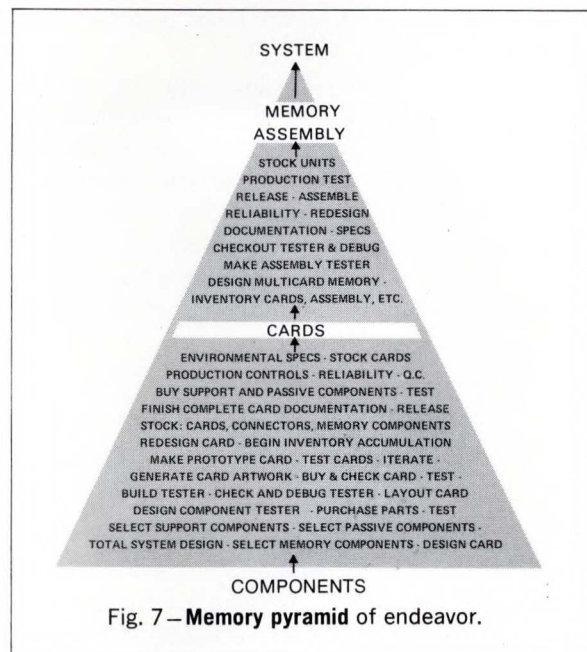 SYSTEM
MEMORY
ASSEMBLY
STOCK UNITS
PRODUCTION TEST
RELEASE - ASSEMBLE
RELIABILITY - REDESIGN
DOCUMENTATION - SPECS
CHECKOUT TESTER & DEBUG
MAKE ASSEMBLY TESTER
DESIGN MULTICARD MEMORY -
INVENTORY CARDS, ASSEMBLY, ETC.
CARDS
ENVIRONMENTAL SPECS - STOCK CARDS
PRODUCTION CONTROLS - RELIABILITY - Q.C.
BUY SUPPORT AND PASSIVE COMPONENTS - TEST
FINISH COMPLETE CARD DOCUMENTATION - RELEASE
STOCK: CARDS, CONNECTORS, MEMORY COMPONENTS
REDESIGN CARD - BEGIN INVENTORY ACCUMULATION
MAKE PROTOTYPE CARD - TEST CARDS - ITERATE -
GENERATE CARD ARTWORK - BUY & CHECK CARD - TEST -
BUILD TESTER - CHECK AND DEBUG TESTER - LAYOUT CARD
DESIGN COMPONENT TESTER - PURCHASE PARTS - TEST
SELECT SUPPORT COMPONENTS - SELECT PASSIVE COMPONENTS -
TOTAL SYSTEM DESIGN - SELECT MEMORY COMPONENTS - DESIGN CARD
COMPONENTS
Fig. 7 — Memory pyramid of endeavor.